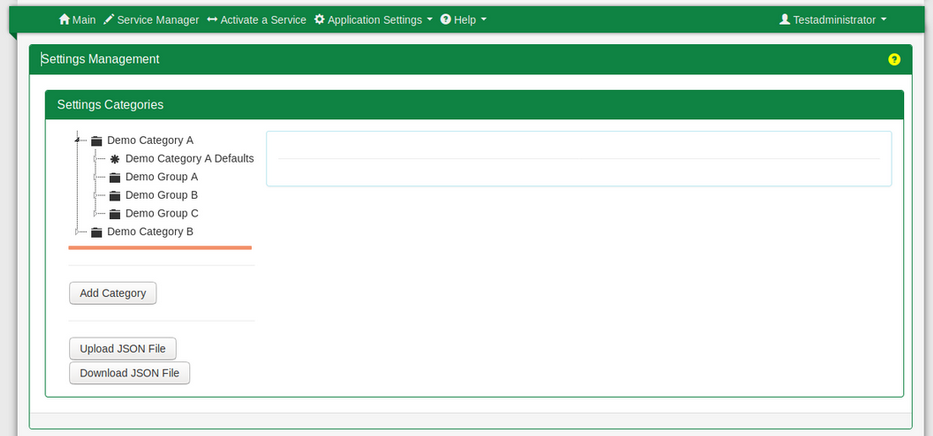 Main Service Manager Activate a Service Application Settings Help Testadministrator
Settings Management ?
Settings Categories
Demo Category A
Demo Category A Defaults
Demo Group A
Demo Group B
Demo Group C
Demo Category B
Add Category
Upload JSON File
Download JSON File